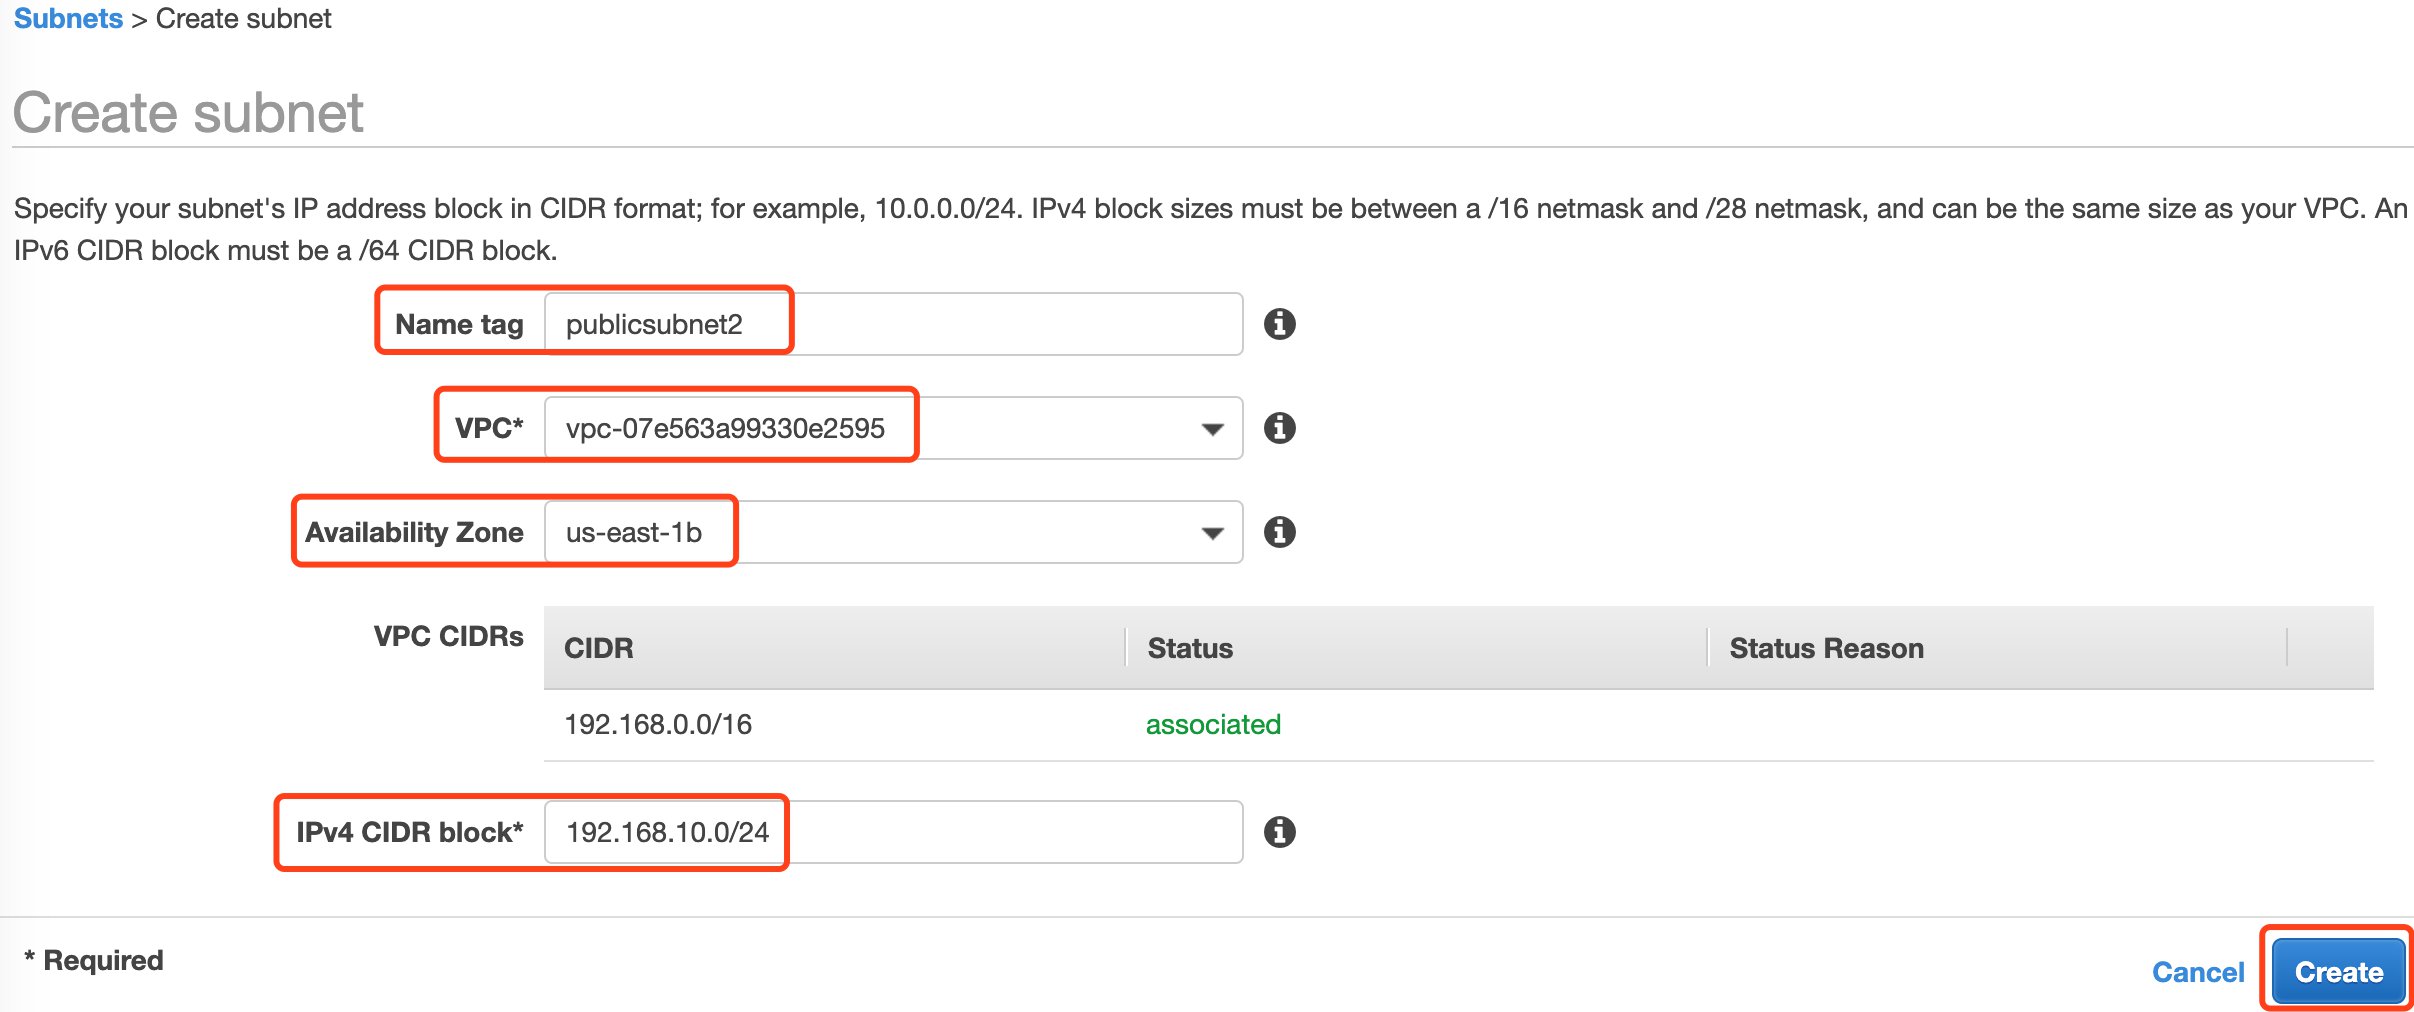 Subnets > Create subnet
Create subnet
Specify your subnet's IP address block in CIDR format; for example, 10.0.0.0/24. IPv4 block sizes must be between a /16 netmask and /28 netmask, and can be the same size as your VPC. An
IPv6 CIDR block must be a /64 CIDR block.
Name tag publicsubnet2
VPC* vpc-07e563a99330e2595
Availability Zone us-east-1b
VPC CIDRs CIDR Status Status Reason
192.168.0.0/16 associated
IPv4 CIDR block* 192.168.10.0/24
* Required
Cancel Create